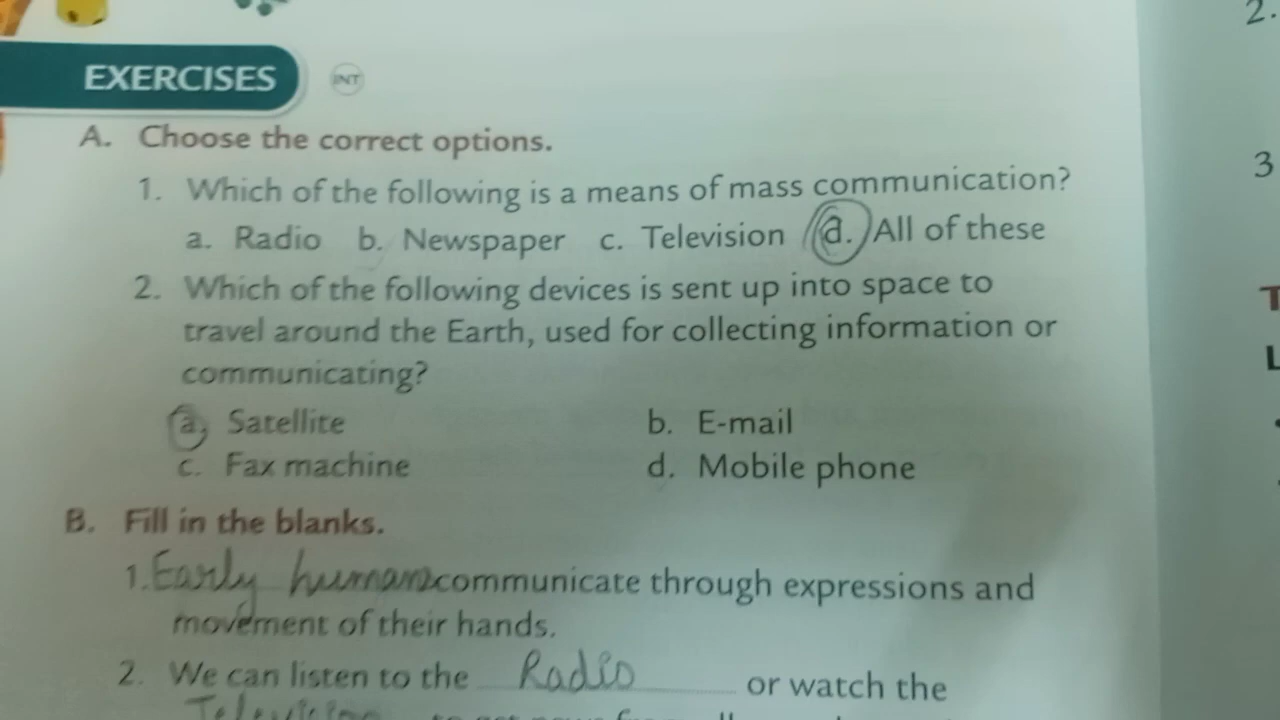 2.
EXERCISES INT
A. Choose the correct options.
3
1. Which of the following is a means of mass communication?
a. Radio b. Newspaper c. Television d. All of these
2. Which of the following devices is sent up into space to
travel around the Earth, used for collecting information or
communicating?
a. Satellite b. E-mail
c. Fax machine d. Mobile phone
B. Fill in the blanks.
1. Early humans communicate through expressions and
movement of their hands.
2. We can listen to the Radio or watch the
Television